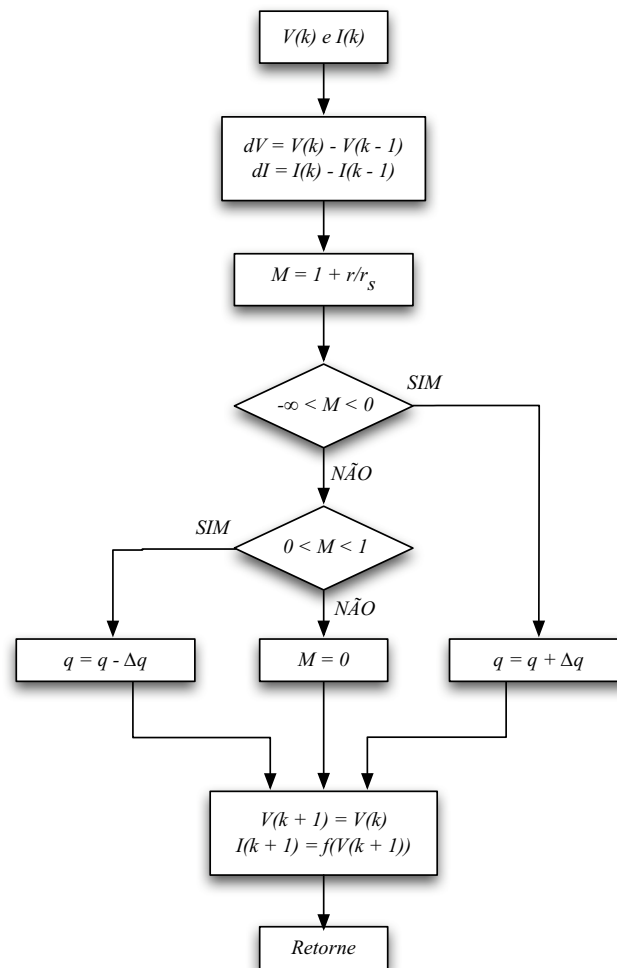 V(k) e I(k)
dV = V(k) - V(k - 1)
dI = I(k) - I(k - 1)
M = 1 + r/r_s
-∞ < M < 0
SIM
NÃO
SIM
0 < M < 1
NÃO
q = q - Δq
M = 0
q = q + Δq
V(k + 1) = V(k)
I(k + 1) = f(V(k + 1))
Retorne